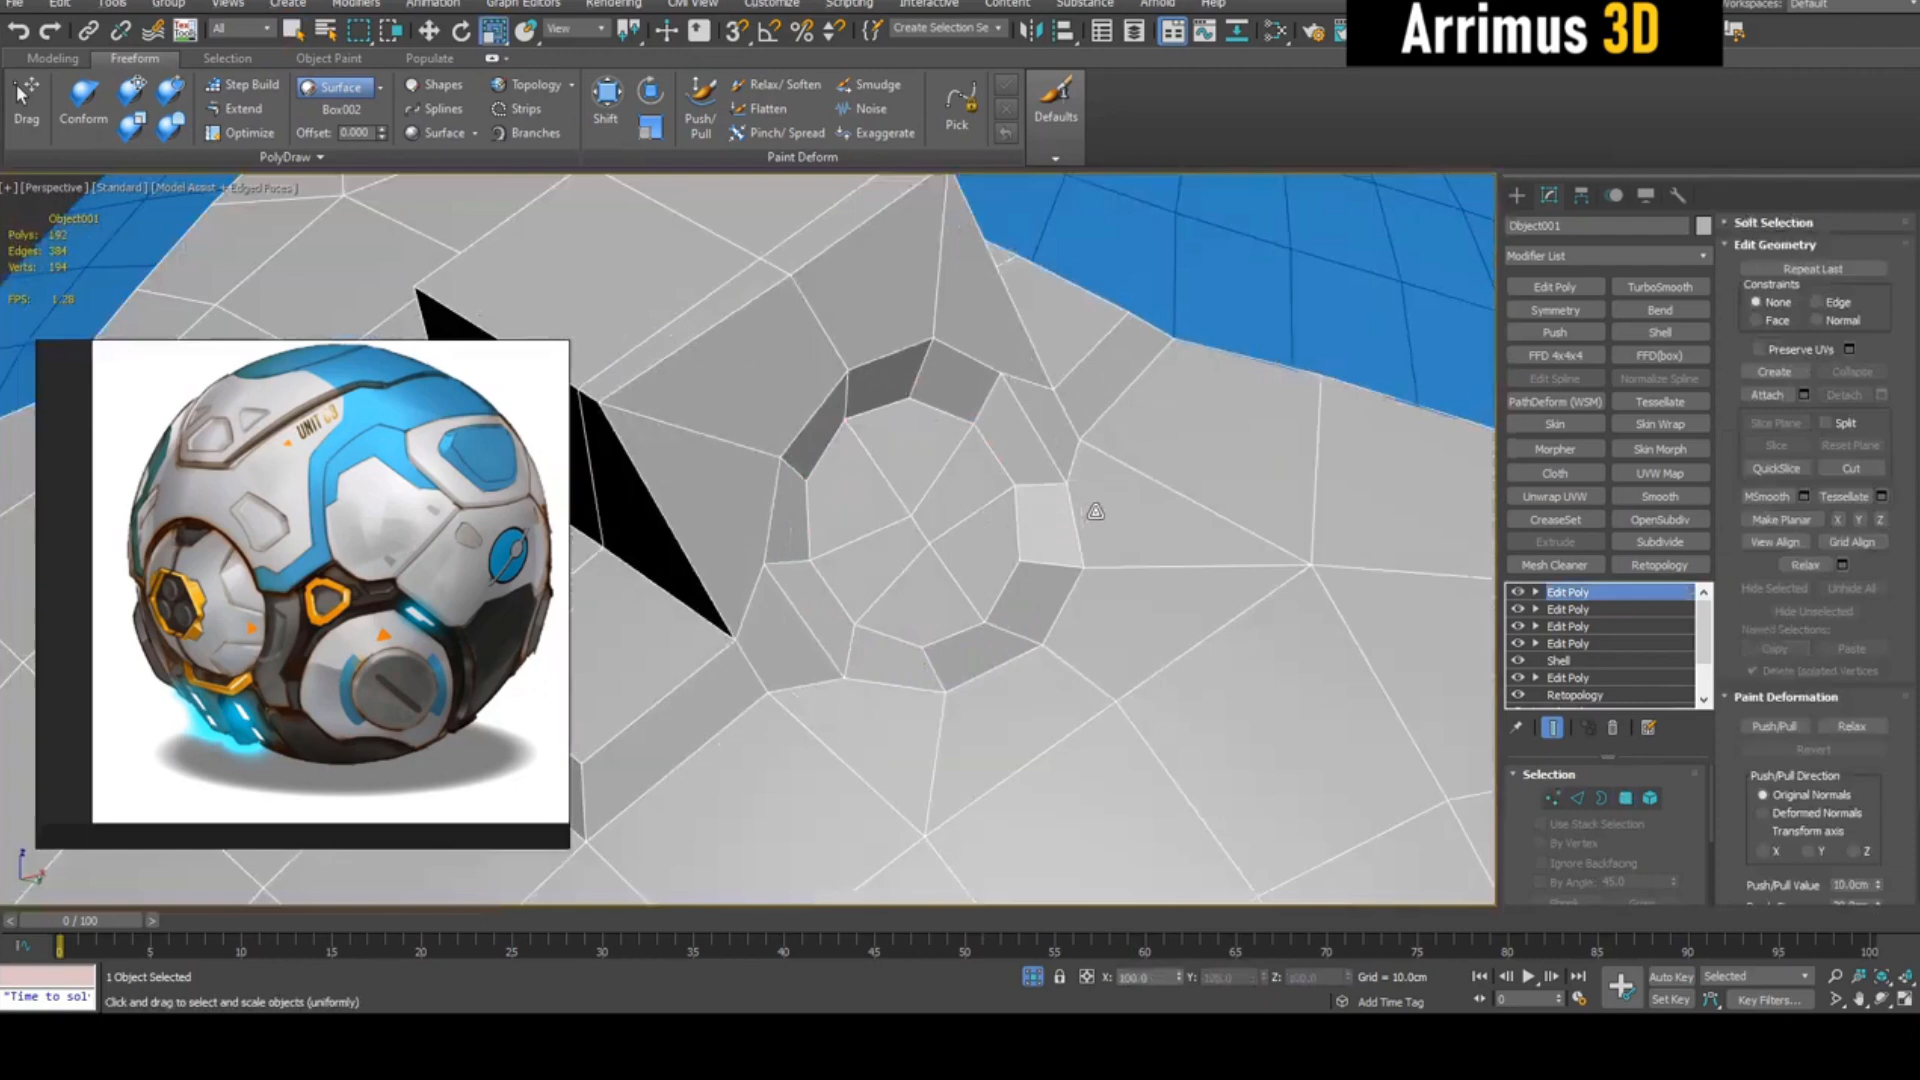 File Edit Tools Group Views Create Modifiers Animation Graph Editors Rendering Civil View Customize Scripting Interactive Content Substance Arnold Help Workspaces: Default
Arrimus 3D
All View Create Selection Se
Modeling Freeform Selection Object Paint Populate
Drag Conform Step Build Extend Optimize Surface Box002 Offset: 0.000 Shapes Splines Surface Topology Strips Branches Shift Push/ Pull Relax/ Soften Flatten Pinch/ Spread Smudge Noise Exaggerate Pick Defaults
PolyDraw Paint Deform
[+] [Perspective] [Standard] [Model Assist + Edged Faces]
Object001
Polys: 192
Edges: 384
Verts: 194
FPS: 1.28
UNIT 03
Object001
Modifier List
Edit Poly TurboSmooth
Symmetry Bend
Push Shell
FFD 4x4x4 FFD(box)
Edit Spline Normalize Spline
PathDeform (WSM) Tessellate
Skin Skin Wrap
Morpher Skin Morph
Cloth UVW Map
Unwrap UVW Smooth
CreaseSet OpenSubdiv
Extrude Subdivide
Mesh Cleaner Retopology
Edit Poly
Edit Poly
Edit Poly
Edit Poly
Shell
Edit Poly
Retopology
Selection
Use Stack Selection
By Vertex
Ignore Backfacing
By Angle: 45.0
Soft Selection
Edit Geometry
Repeat Last
Constraints
None Edge
Face Normal
Preserve UVs
Create Collapse
Attach Detach
Slice Plane Split
Slice Reset Plane
QuickSlice Cut
MSmooth Tessellate
Make Planar X Y Z
View Align Grid Align
Relax
Hide Selected Unhide All
Hide Unselected
Named Selections:
Copy Paste
Delete Isolated Vertices
Paint Deformation
Push/Pull Relax
Revert
Push/Pull Direction
Original Normals
Deformed Normals
Transform axis
X Y Z
Push/Pull Value 10.0cm
< 0 / 100 >
5 10 15 20 25 30 35 40 45 50 55 60 65 70 75 80 85 90 95 100
1 Object Selected X: 100.0 Y: 100.0 Z: 100.0 Grid = 10.0cm Auto Key Selected
"Time to sol Click and drag to select and scale objects (uniformly) Add Time Tag 0 Set Key Key Filters...